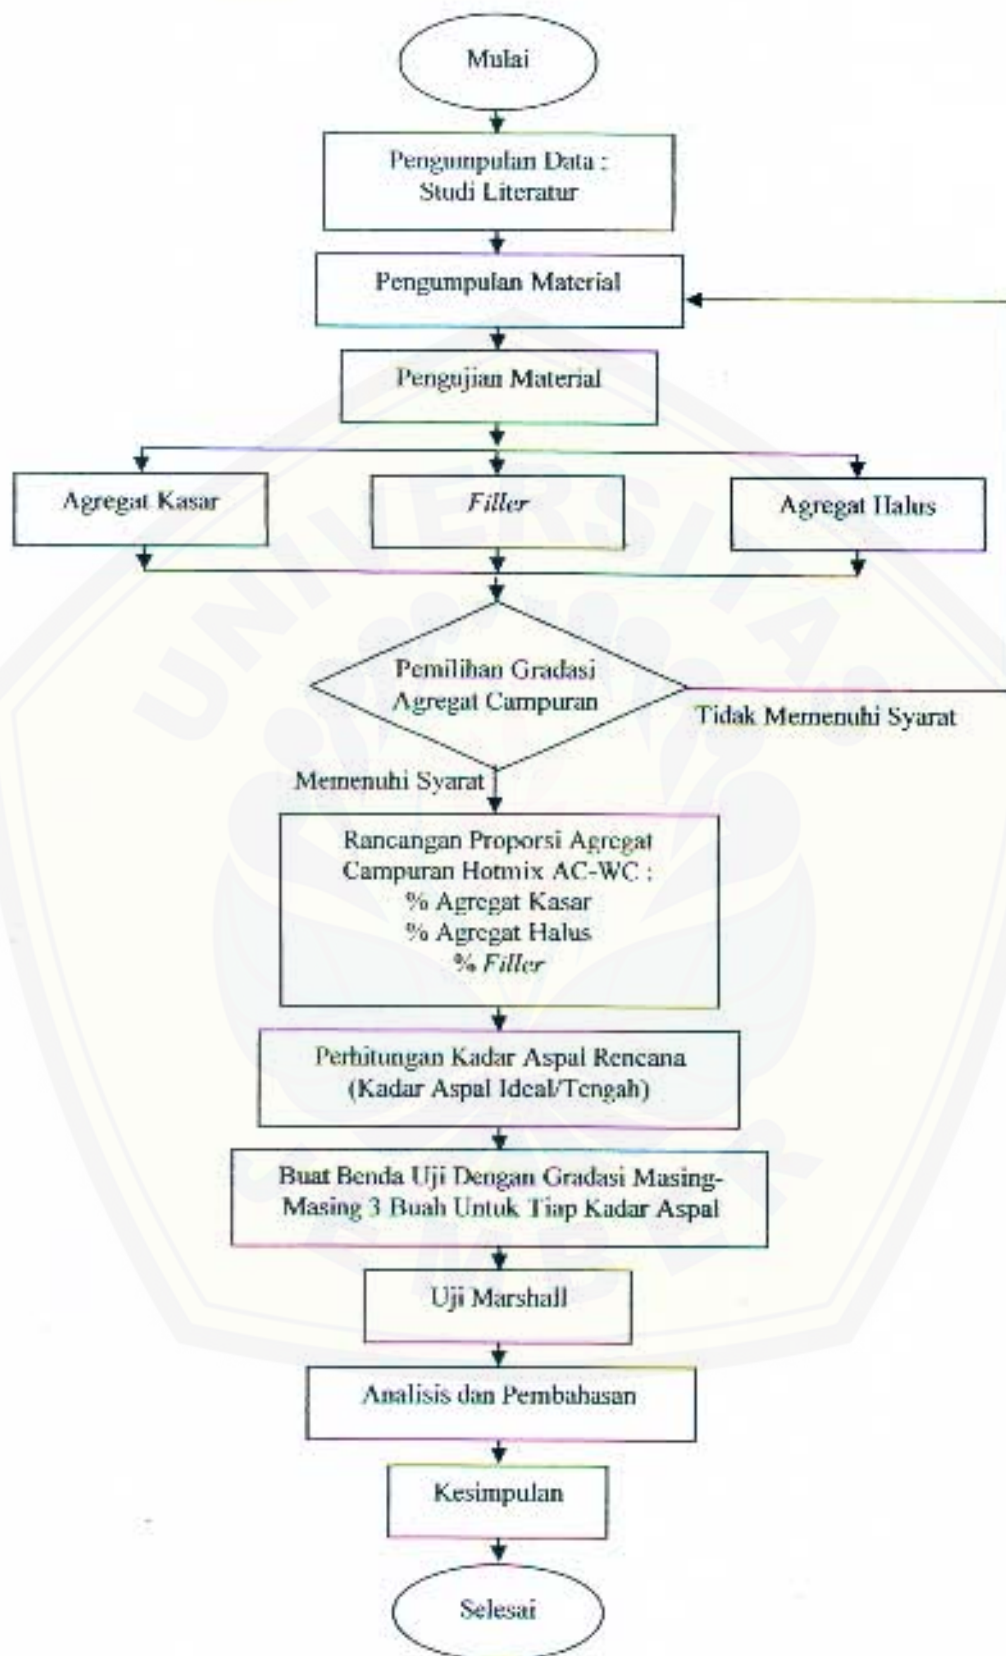 Mulai
Pengumpulan Data :
Studi Literatur
Pengumpulan Material
Pengujian Material
Agregat Kasar
Filler
Agregat Halus
Pemilihan Gradasi
Agregat Campuran
Tidak Memenuhi Syarat
Memenuhi Syarat
Rancangan Proporsi Agregat
Campuran Hotmix AC-WC :
% Agregat Kasar
% Agregat Halus
% Filler
Perhitungan Kadar Aspal Rencana
(Kadar Aspal Ideal/Tengah)
Buat Benda Uji Dengan Gradasi Masing-
Masing 3 Buah Untuk Tiap Kadar Aspal
Uji Marshall
Analisis dan Pembahasan
Kesimpulan
Selesai
UNIVERSITAS
JEMBER